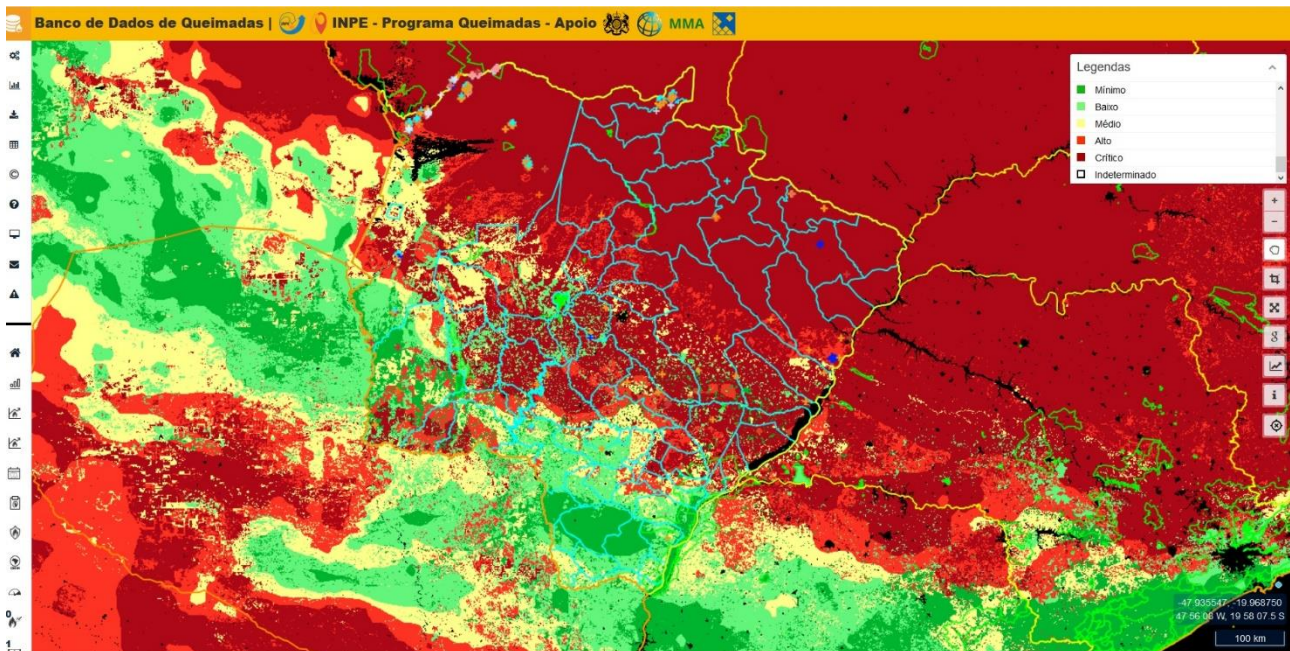 Banco de Dados de Queimadas | INPE - Programa Queimadas - Apoio MMA
Legendas
Mínimo
Baixo
Médio
Alto
Crítico
Indeterminado
-47.935547, -19.968750
47 56 08 W, 19 58 07.5 S
100 km